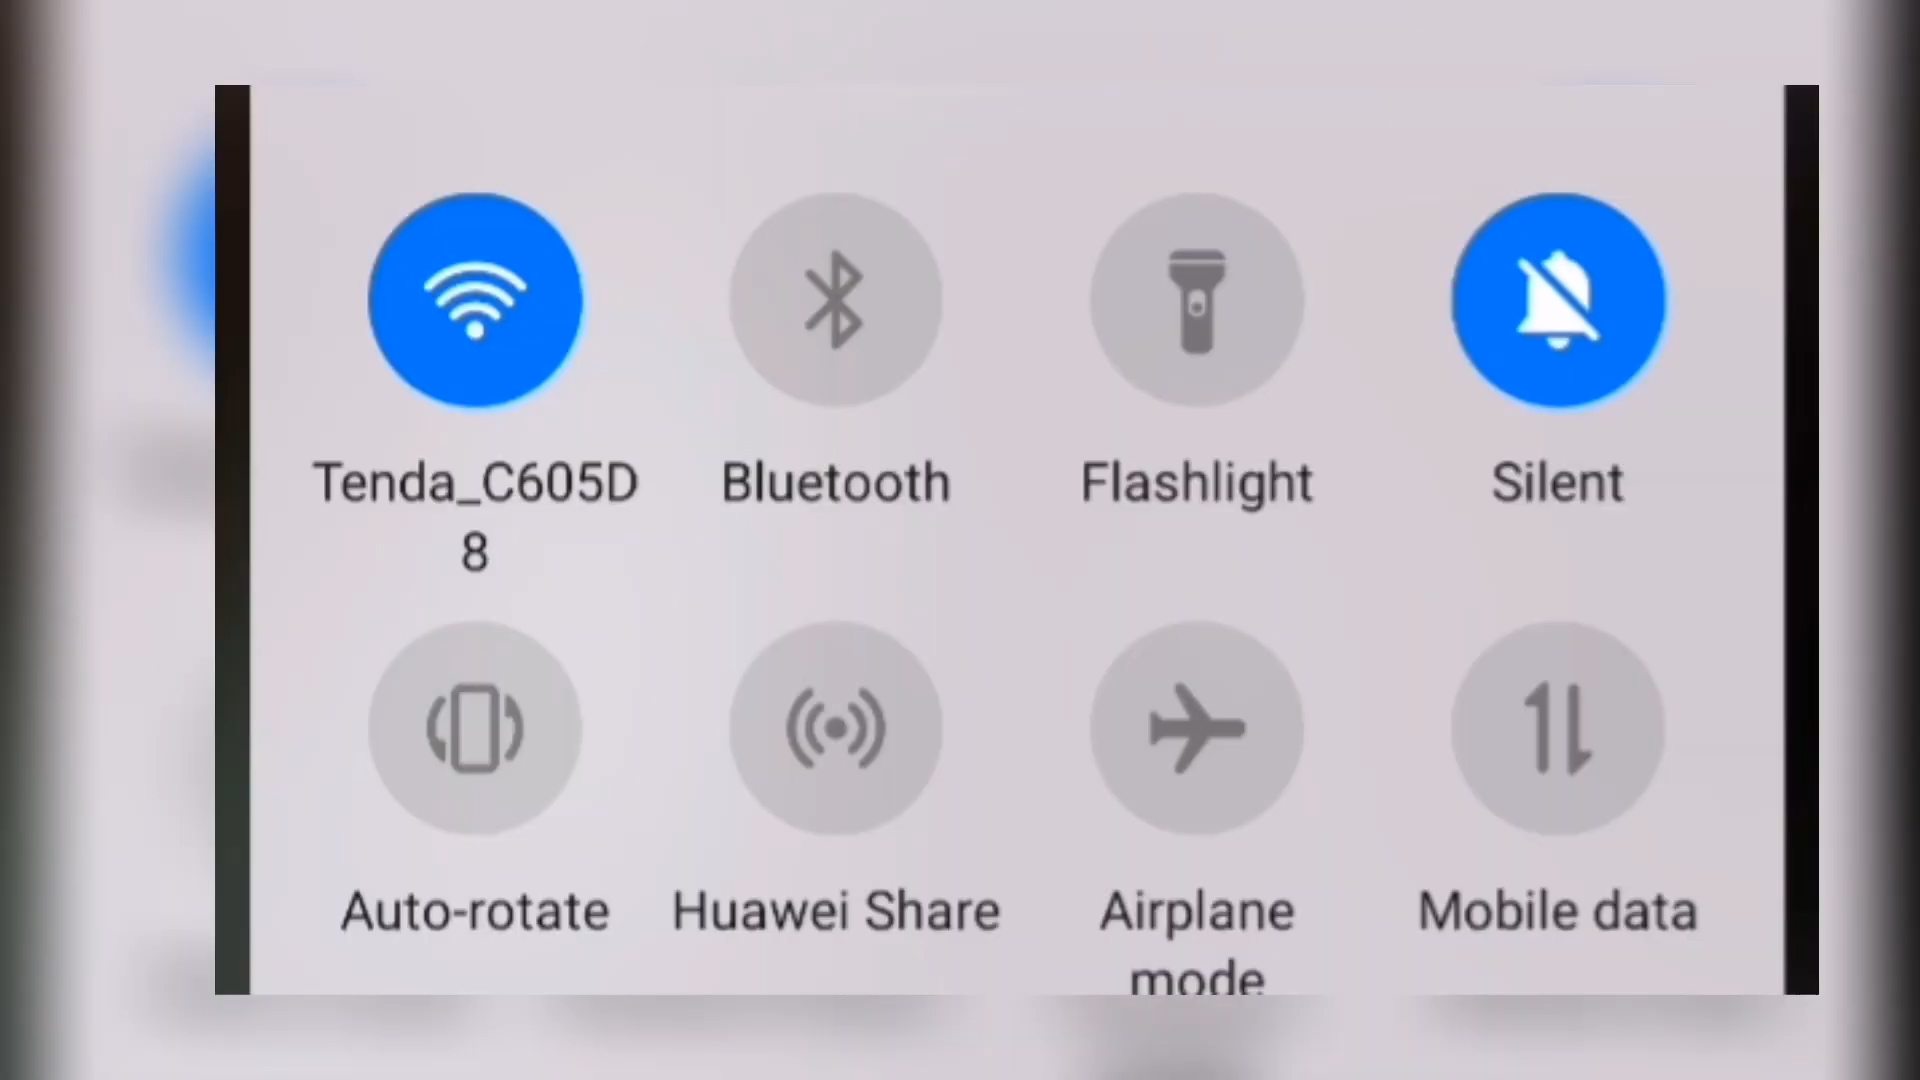 Tenda_C605D
8
Bluetooth
Flashlight
Silent
Auto-rotate
Huawei Share
Airplane
mode
Mobile data